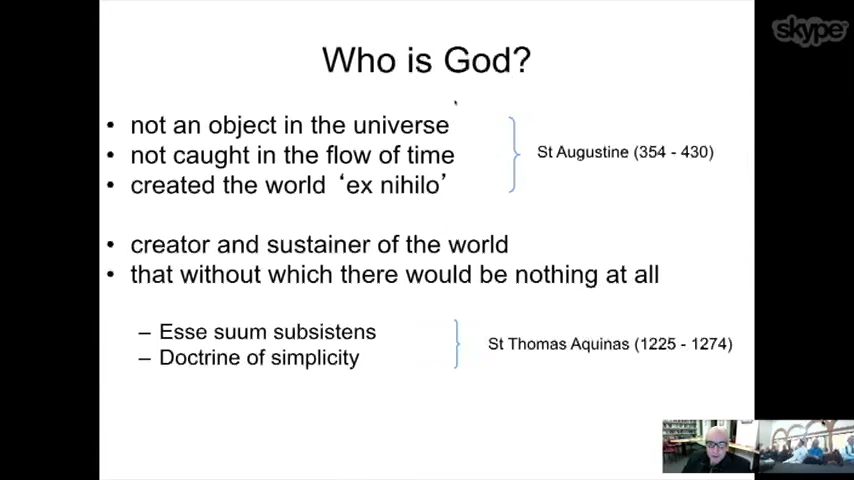 skype
Who is God?
• not an object in the universe
• not caught in the flow of time
• created the world ‘ex nihilo’
St Augustine (354 - 430)
• creator and sustainer of the world
• that without which there would be nothing at all
– Esse suum subsistens
– Doctrine of simplicity
St Thomas Aquinas (1225 - 1274)